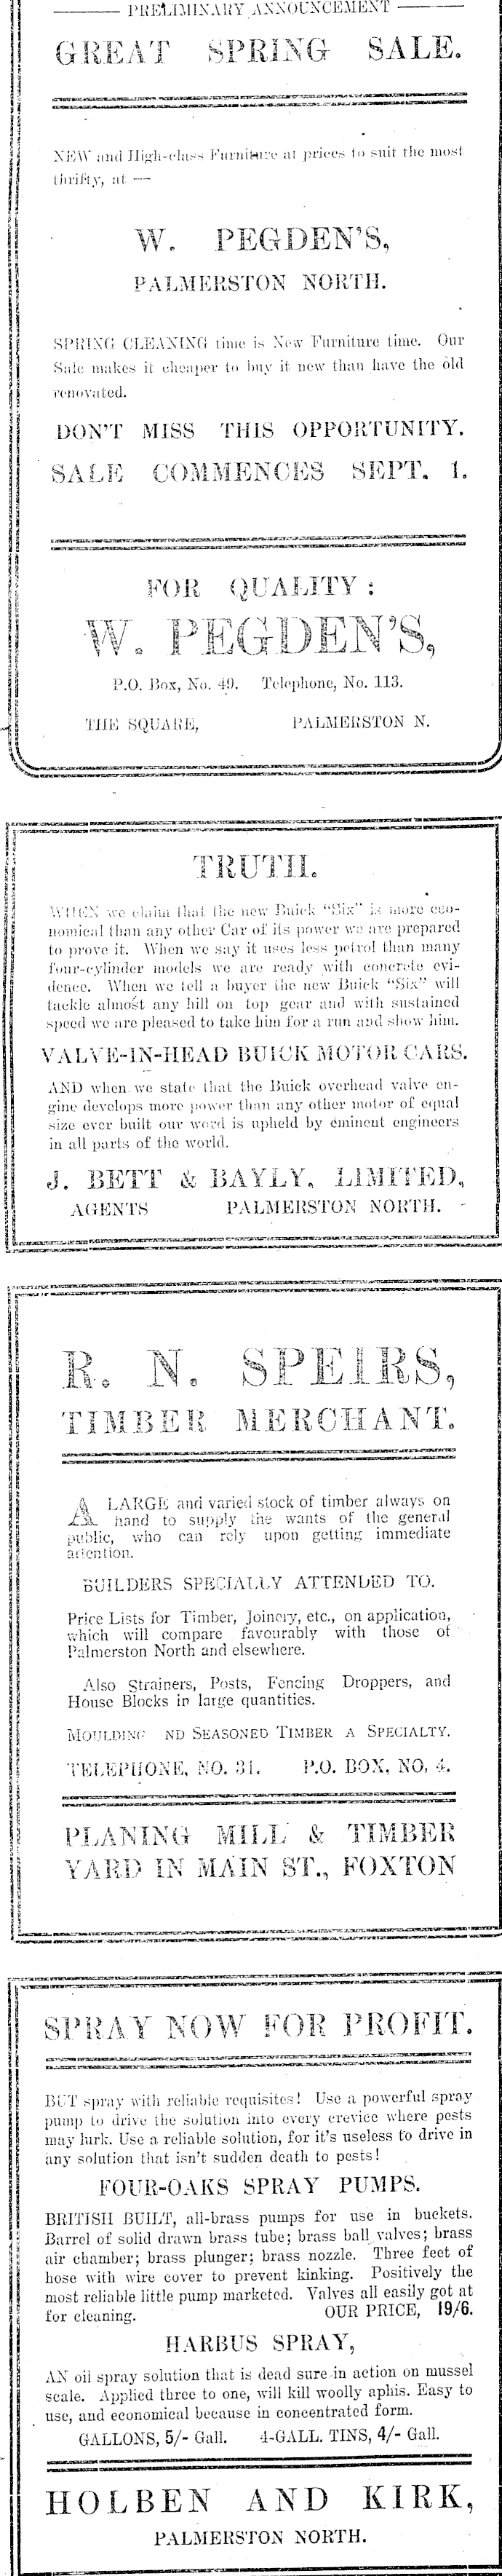 PRELIMINARY ANNOUNCEMENT
GREAT SPRING SALE.
NEW and High-class Furniture at prices to suit the most
thrifty, at —
W. PEGDEN'S,
PALMERSTON NORTH.
SPRING CLEANING time is New Furniture time. Our
Sale makes it cheaper to buy it new than have the old
renovated.
DON'T MISS THIS OPPORTUNITY.
SALE COMMENCES SEPT. 1.
FOR QUALITY:
W. PEGDEN'S,
P.O. Box, No. 49. Telephone, No. 113.
THE SQUARE, PALMERSTON N.
TRUTH.
WHEN we claim that the new Buick "Six" is more eco-
nomical than any other Car of its power we are prepared
to prove it. When we say it uses less petrol than many
four-cylinder models we are ready with concrete evi-
dence. When we tell a buyer the new Buick "Six" will
tackle almost any hill on top gear and with sustained
speed we are pleased to take him for a run and show him.
VALVE-IN-HEAD BUICK MOTOR CARS.
AND when we state that the Buick overhead valve en-
gine develops more power than any other motor of equal
size ever built our word is upheld by eminent engineers
in all parts of the world.
J. BETT & BAYLY, LIMITED,
AGENTS PALMERSTON NORTH.
R. N. SPEIRS,
TIMBER MERCHANT.
A LARGE and varied stock of timber always on
hand to supply the wants of the general
public, who can rely upon getting immediate
attention.
BUILDERS SPECIALLY ATTENDED TO.
Price Lists for Timber, Joinery, etc., on application,
which will compare favourably with those of
Palmerston North and elsewhere.
Also Strainers, Posts, Fencing Droppers, and
House Blocks in large quantities.
MOULDING ND SEASONED TIMBER A SPECIALTY.
TELEPHONE, NO. 31. P.O. BOX, NO, 4.
PLANING MILL & TIMBER
YARD IN MAIN ST., FOXTON
SPRAY NOW FOR PROFIT.
BUT spray with reliable requisites! Use a powerful spray
pump to drive the solution into every crevice where pests
may lurk. Use a reliable solution, for it's useless to drive in
any solution that isn't sudden death to pests!
FOUR-OAKS SPRAY PUMPS.
BRITISH BUILT, all-brass pumps for use in buckets.
Barrel of solid drawn brass tube; brass ball valves; brass
air chamber; brass plunger; brass nozzle. Three feet of
hose with wire cover to prevent kinking. Positively the
most reliable little pump marketed. Valves all easily got at
for cleaning. OUR PRICE, 19/6.
HARBUS SPRAY,
AN oil spray solution that is dead sure in action on mussel
scale. Applied three to one, will kill woolly aphis. Easy to
use, and economical because in concentrated form.
GALLONS, 5/- Gall. 4-GALL. TINS, 4/- Gall.
HOLBEN AND KIRK,
PALMERSTON NORTH.